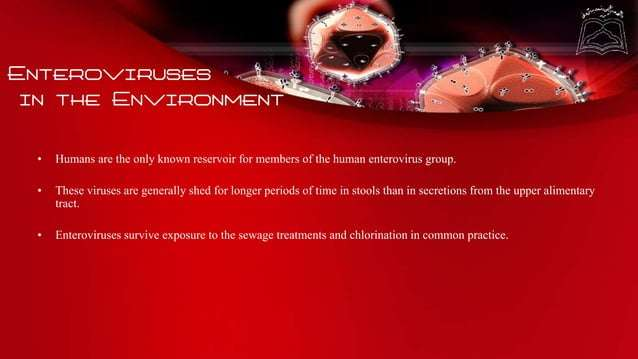 Enteroviruses
in the Environment
• Humans are the only known reservoir for members of the human enterovirus group.
• These viruses are generally shed for longer periods of time in stools than in secretions from the upper alimentary
tract.
• Enteroviruses survive exposure to the sewage treatments and chlorination in common practice.